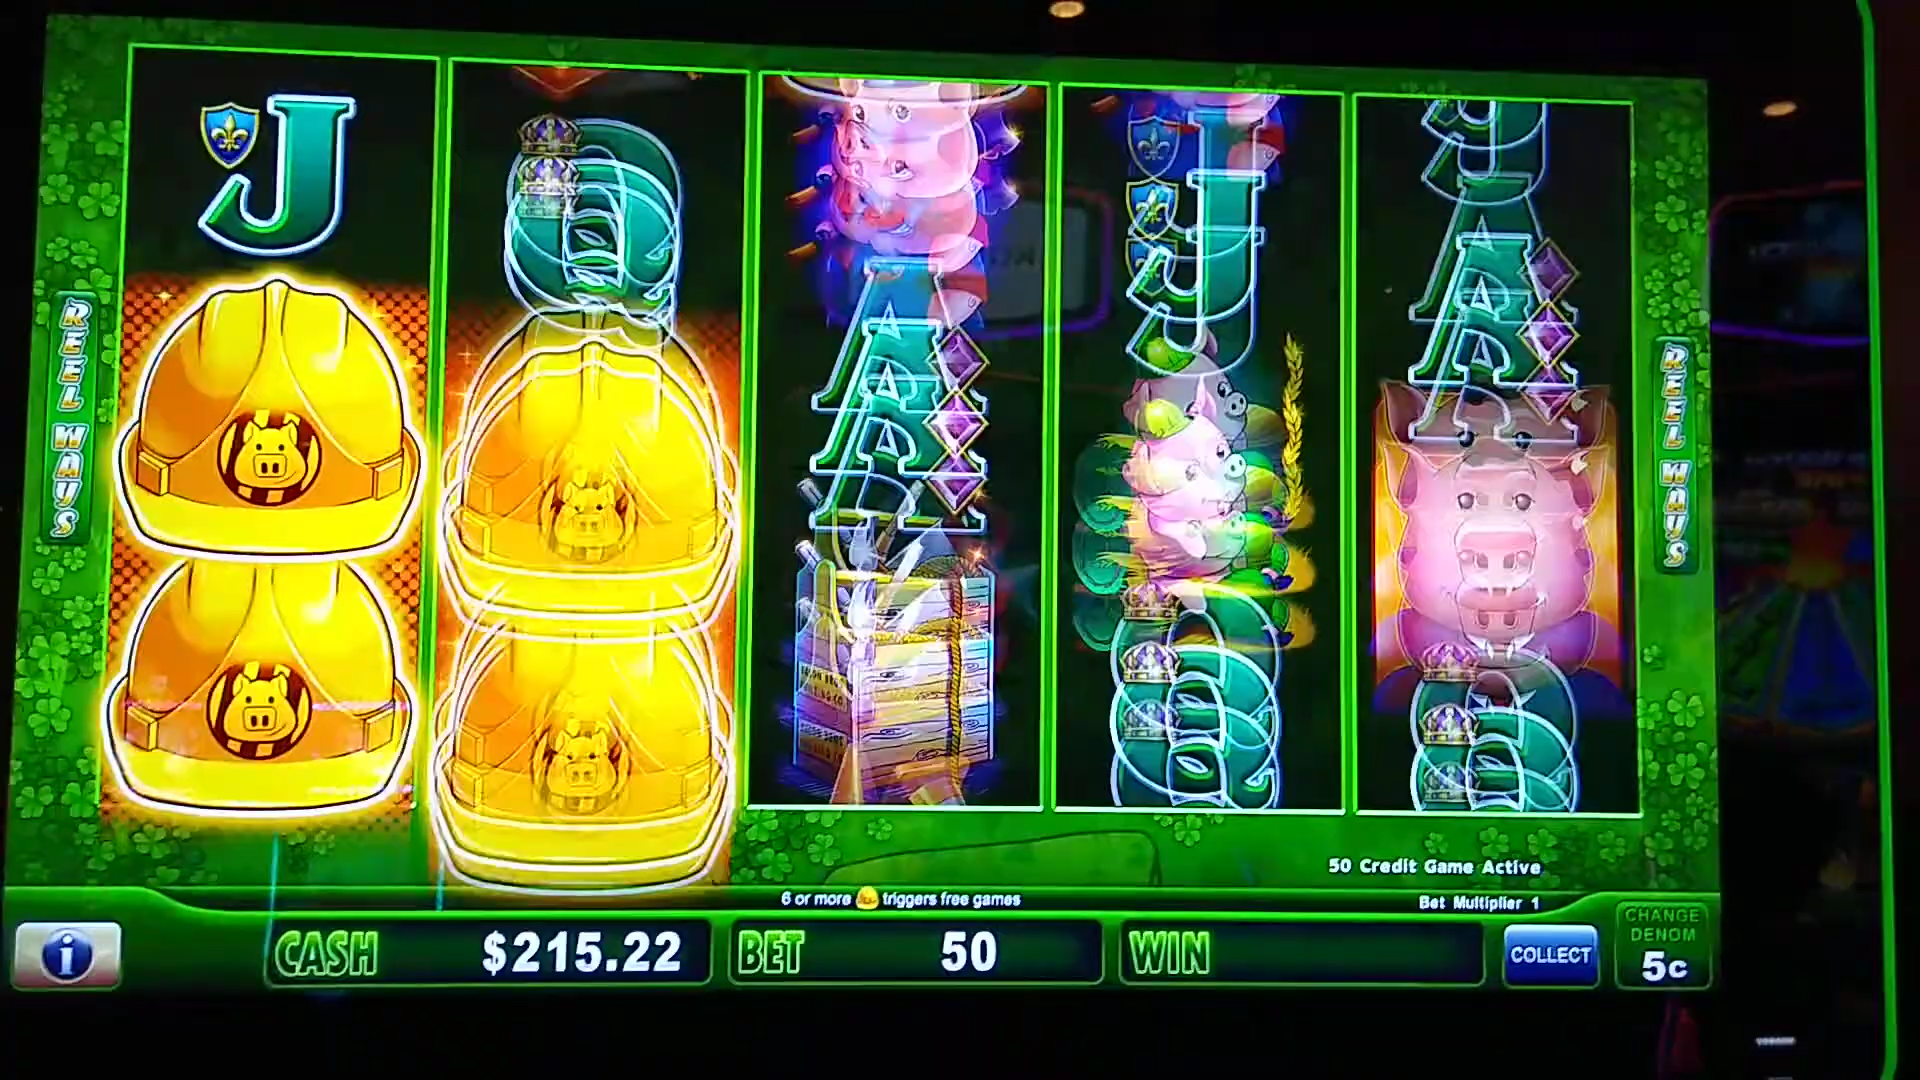 J
Q
A
J
A
Q
Q
REEL WAYS
REEL WAYS
50 Credit Game Active
6 or more triggers free games
Bet Multiplier 1
CASH $215.22
BET 50
WIN
COLLECT
CHANGE
DENOM
5c